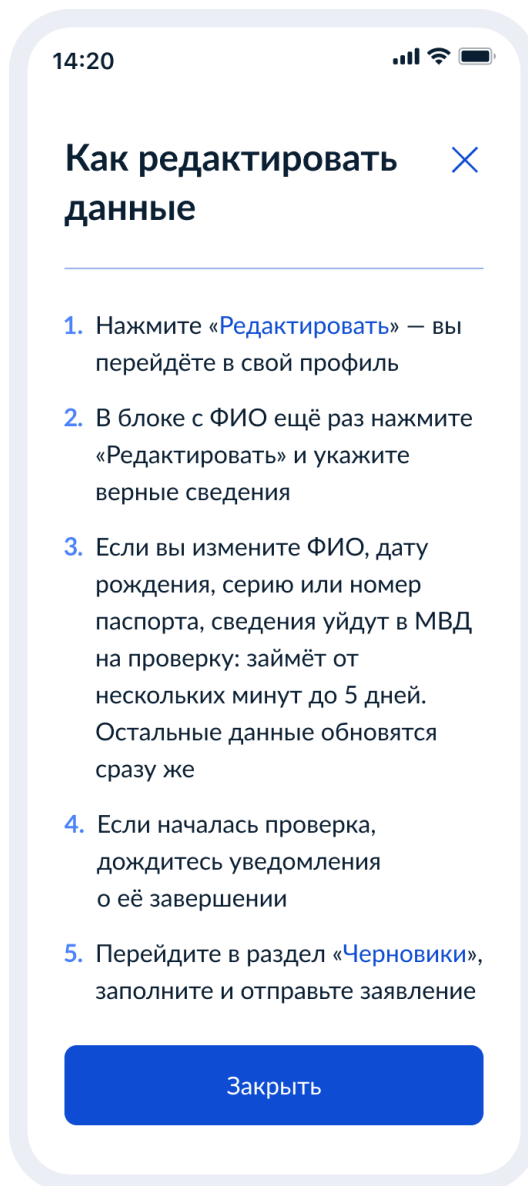 14:20
Как редактировать
данные
1. Нажмите «Редактировать» — вы
перейдёте в свой профиль
2. В блоке с ФИО ещё раз нажмите
«Редактировать» и укажите
верные сведения
3. Если вы измените ФИО, дату
рождения, серию или номер
паспорта, сведения уйдут в МВД
на проверку: займёт от
нескольких минут до 5 дней.
Остальные данные обновятся
сразу же
4. Если началась проверка,
дождитесь уведомления
о её завершении
5. Перейдите в раздел «Черновики»,
заполните и отправьте заявление
Закрыть